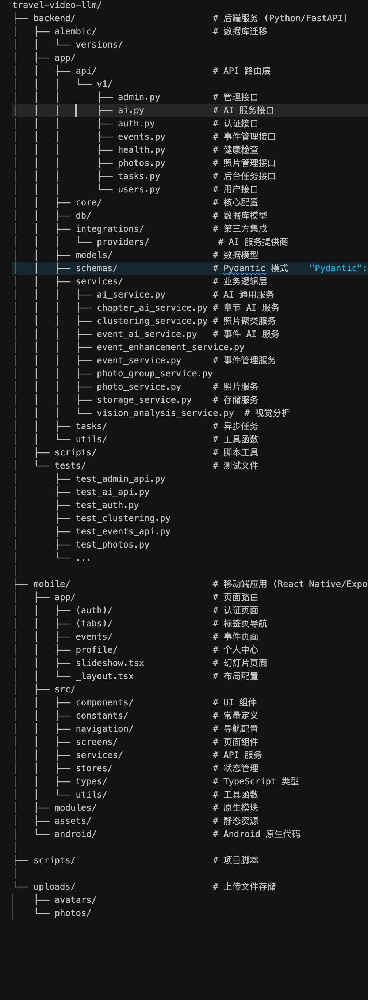 travel-video-llm/
├── backend/                          # 后端服务 (Python/FastAPI)
│   ├── alembic/                      # 数据库迁移
│   │   └── versions/
│   ├── app/
│   │   ├── api/                      # API 路由层
│   │   │   └── v1/
│   │   │       ├── admin.py          # 管理接口
│   │   │       ├── ai.py             # AI 服务接口
│   │   │       ├── auth.py           # 认证接口
│   │   │       ├── events.py         # 事件管理接口
│   │   │       ├── health.py         # 健康检查
│   │   │       ├── photos.py         # 照片管理接口
│   │   │       ├── tasks.py          # 后台任务接口
│   │   │       └── users.py          # 用户接口
│   │   ├── core/                     # 核心配置
│   │   ├── db/                       # 数据库模型
│   │   ├── integrations/             # 第三方集成
│   │   │   └── providers/             # AI 服务提供商
│   │   ├── models/                   # 数据模型
│   │   ├── schemas/                  # Pydantic 模式    "Pydantic":
│   │   ├── services/                 # 业务逻辑层
│   │   │   ├── ai_service.py         # AI 通用服务
│   │   │   ├── chapter_ai_service.py # 章节 AI 服务
│   │   │   ├── clustering_service.py # 照片聚类服务
│   │   │   ├── event_ai_service.py   # 事件 AI 服务
│   │   │   ├── event_enhancement_service.py
│   │   │   ├── event_service.py      # 事件管理服务
│   │   │   ├── photo_group_service.py
│   │   │   ├── photo_service.py      # 照片服务
│   │   │   ├── storage_service.py    # 存储服务
│   │   │   └── vision_analysis_service.py  # 视觉分析
│   │   ├── tasks/                    # 异步任务
│   │   └── utils/                    # 工具函数
│   ├── scripts/                      # 脚本工具
│   └── tests/                        # 测试文件
│       ├── test_admin_api.py
│       ├── test_ai_api.py
│       ├── test_auth.py
│       ├── test_clustering.py
│       ├── test_events_api.py
│       ├── test_photos.py
│       └── ...
│
├── mobile/                           # 移动端应用 (React Native/Expo
│   ├── app/                          # 页面路由
│   │   ├── (auth)/                   # 认证页面
│   │   ├── (tabs)/                   # 标签页导航
│   │   ├── events/                   # 事件页面
│   │   ├── profile/                  # 个人中心
│   │   ├── slideshow.tsx             # 幻灯片页面
│   │   └── _layout.tsx               # 布局配置
│   ├── src/
│   │   ├── components/               # UI 组件
│   │   ├── constants/                # 常量定义
│   │   ├── navigation/               # 导航配置
│   │   ├── screens/                  # 页面组件
│   │   ├── services/                 # API 服务
│   │   ├── stores/                   # 状态管理
│   │   ├── types/                    # TypeScript 类型
│   │   └── utils/                    # 工具函数
│   ├── modules/                      # 原生模块
│   ├── assets/                       # 静态资源
│   └── android/                      # Android 原生代码
│
├── scripts/                          # 项目脚本
│
└── uploads/                          # 上传文件存储
    ├── avatars/
    └── photos/